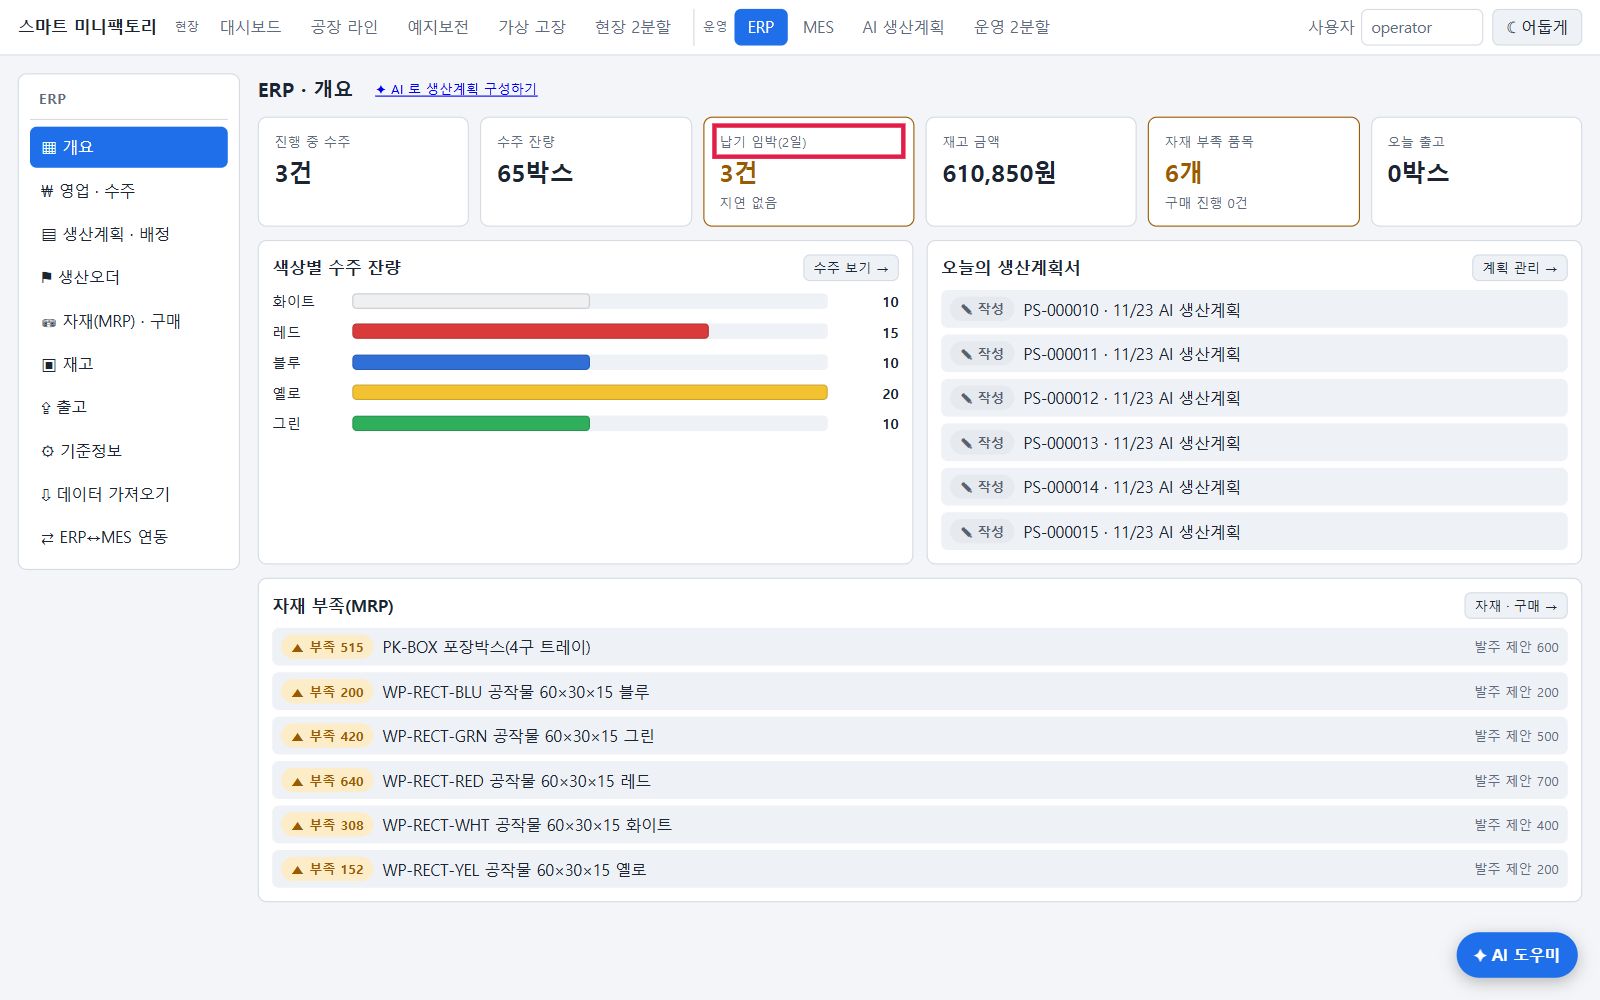 스마트 미니팩토리 현장 대시보드 공장 라인 예지보전 가상 고장 현장 2분할 운영 ERP MES AI 생산계획 운영 2분할 사용자 operator ☾ 어둡게
ERP
▦ 개요
₩ 영업 · 수주
▤ 생산계획 · 배정
⚑ 생산오더
자재(MRP) · 구매
▣ 재고
⇪ 출고
⚙ 기준정보
⇩ 데이터 가져오기
⇄ ERP↔MES 연동
ERP · 개요 ✦ AI 로 생산계획 구성하기
진행 중 수주
3건
수주 잔량
65박스
납기 임박(2일)
3건
지연 없음
재고 금액
610,850원
자재 부족 품목
6개
구매 진행 0건
오늘 출고
0박스
색상별 수주 잔량 수주 보기 →
화이트 10
레드 15
블루 10
옐로 20
그린 10
오늘의 생산계획서 계획 관리 →
✎ 작성 PS-000010 · 11/23 AI 생산계획
✎ 작성 PS-000011 · 11/23 AI 생산계획
✎ 작성 PS-000012 · 11/23 AI 생산계획
✎ 작성 PS-000013 · 11/23 AI 생산계획
✎ 작성 PS-000014 · 11/23 AI 생산계획
✎ 작성 PS-000015 · 11/23 AI 생산계획
자재 부족(MRP) 자재 · 구매 →
▲ 부족 515 PK-BOX 포장박스(4구 트레이) 발주 제안 600
▲ 부족 200 WP-RECT-BLU 공작물 60×30×15 블루 발주 제안 200
▲ 부족 420 WP-RECT-GRN 공작물 60×30×15 그린 발주 제안 500
▲ 부족 640 WP-RECT-RED 공작물 60×30×15 레드 발주 제안 700
▲ 부족 308 WP-RECT-WHT 공작물 60×30×15 화이트 발주 제안 400
▲ 부족 152 WP-RECT-YEL 공작물 60×30×15 옐로 발주 제안 200
✦ AI 도우미